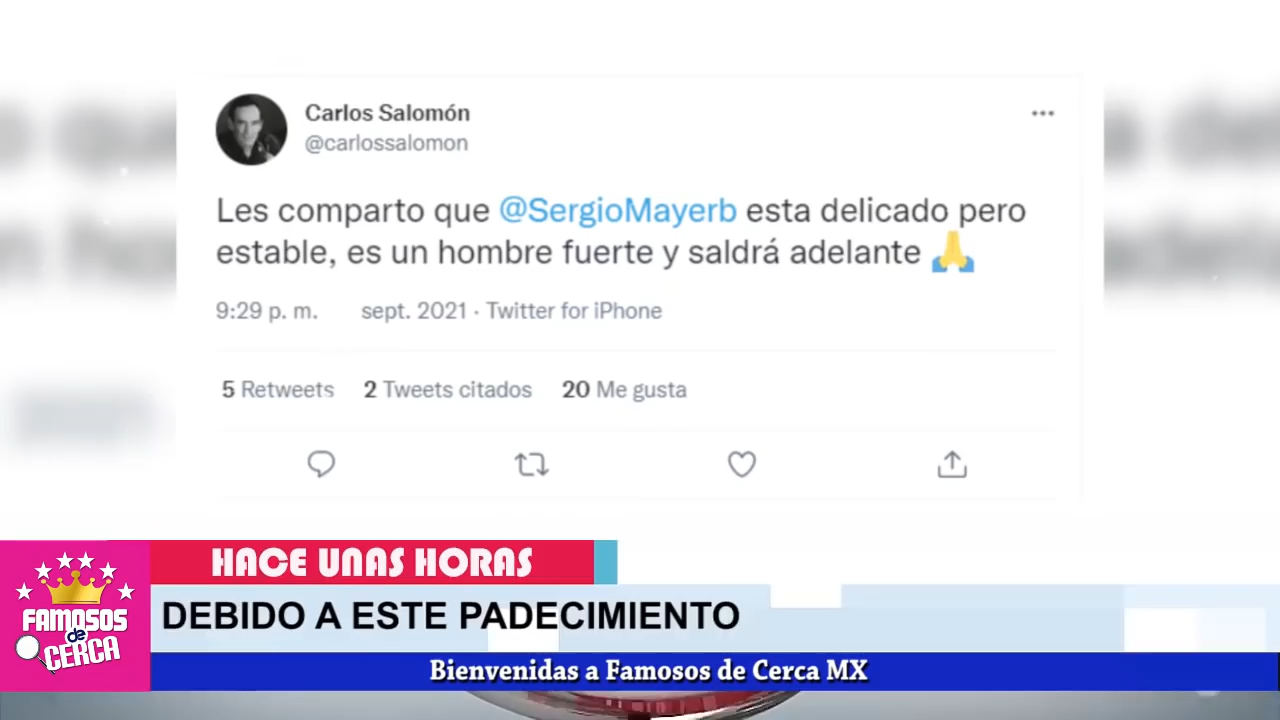 Carlos Salomón
@carlossalomon
Les comparto que @SergioMayerb esta delicado pero
estable, es un hombre fuerte y saldrá adelante 🙏
9:29 p. m. sept. 2021 · Twitter for iPhone
5 Retweets 2 Tweets citados 20 Me gusta
HACE UNAS HORAS
DEBIDO A ESTE PADECIMIENTO
FAMOSOS
de
CERCA
Bienvenidas a Famosos de Cerca MX